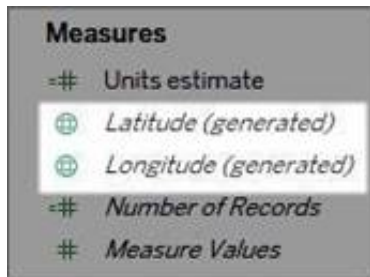 Measures
Units estimate
Latitude (generated)
Longitude (generated)
Number of Records
Measure Values